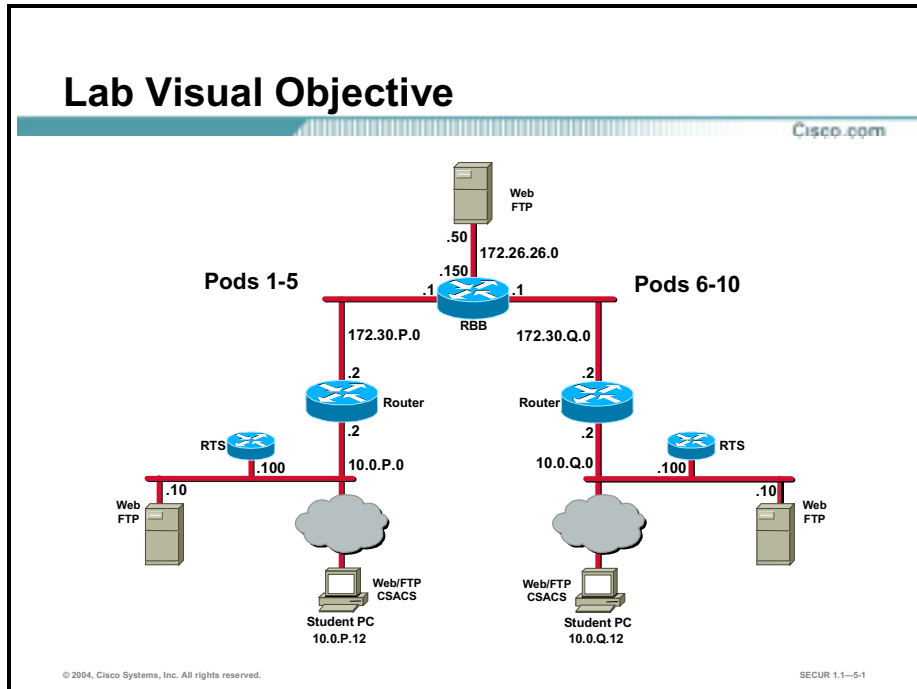 Lab Visual Objective
Cisco.com
Web
FTP
.50
172.26.26.0
.150
Pods 1-5
Pods 6-10
.1
.1
RBB
172.30.P.0
172.30.Q.0
.2
.2
Router
Router
.2
.2
RTS
RTS
.100
10.0.P.0
10.0.Q.0
.100
.10
.10
Web
FTP
Web
FTP
Web/FTP
CSACS
Web/FTP
CSACS
Student PC
10.0.P.12
Student PC
10.0.Q.12
© 2004, Cisco Systems, Inc. All rights reserved.
SECUR 1.1—5-1